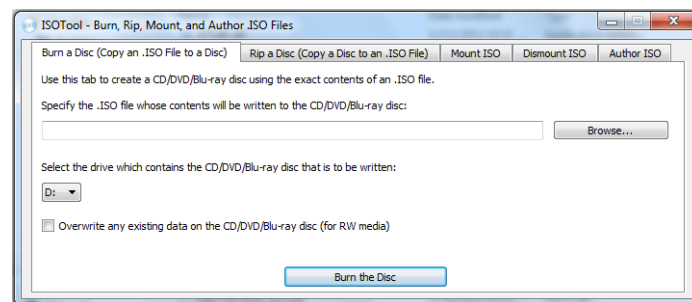 ISOTool - Burn, Rip, Mount, and Author .ISO Files
Burn a Disc (Copy an .ISO File to a Disc) Rip a Disc (Copy a Disc to an .ISO File) Mount ISO Dismount ISO Author ISO
Use this tab to create a CD/DVD/Blu-ray disc using the exact contents of an .ISO file.
Specify the .ISO file whose contents will be written to the CD/DVD/Blu-ray disc:
Browse...
Select the drive which contains the CD/DVD/Blu-ray disc that is to be written:
D:
Overwrite any existing data on the CD/DVD/Blu-ray disc (for RW media)
Burn the Disc